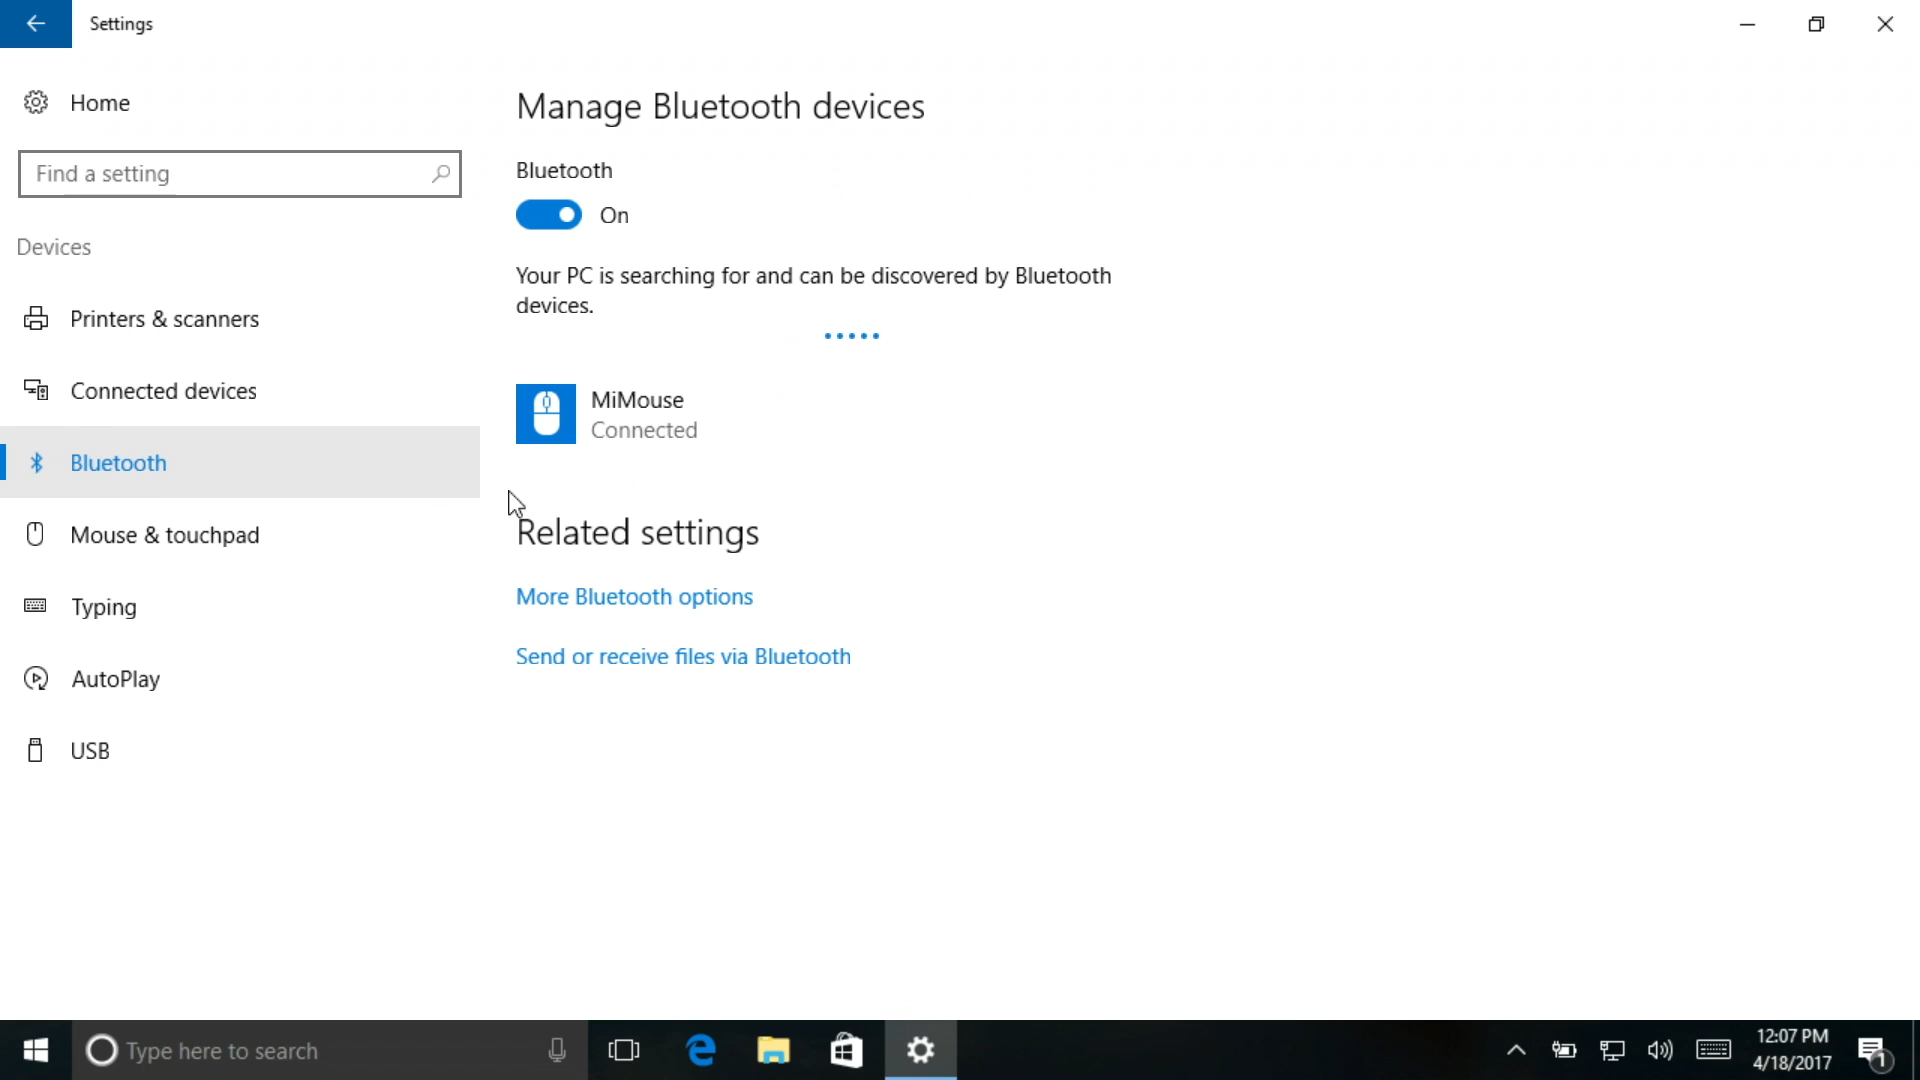 Settings
Home
Find a setting
Devices
Printers & scanners
Connected devices
Bluetooth
Mouse & touchpad
Typing
AutoPlay
USB
Manage Bluetooth devices
Bluetooth
On
Your PC is searching for and can be discovered by Bluetooth
devices.
MiMouse
Connected
Related settings
More Bluetooth options
Send or receive files via Bluetooth
Type here to search
12:07 PM
4/18/2017
1